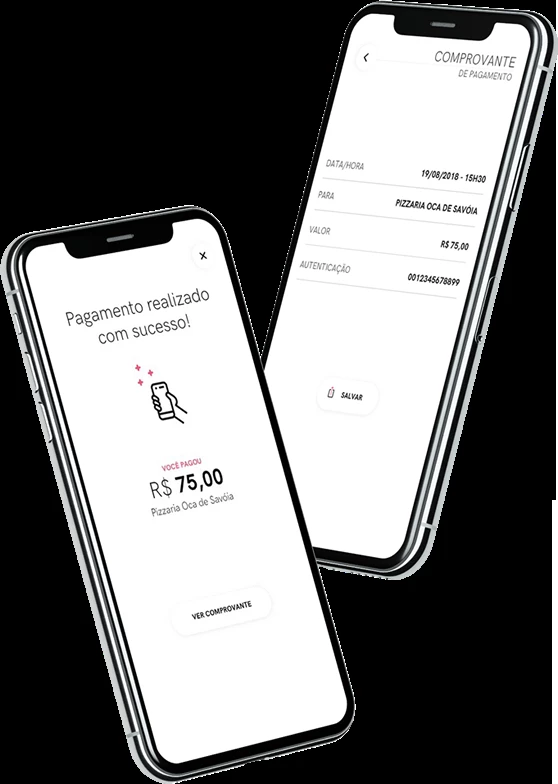 COMPROVANTE
DE PAGAMENTO
DATA/HORA 19/08/2018 - 15H30
PARA PIZZARIA OCA DE SAVÓIA
VALOR R$ 75,00
AUTENTICAÇÃO 0012345678899
SALVAR
Pagamento realizado
com sucesso!
VOCÊ PAGOU
R$ 75,00
Pizzaria Oca de Savóia
VER COMPROVANTE